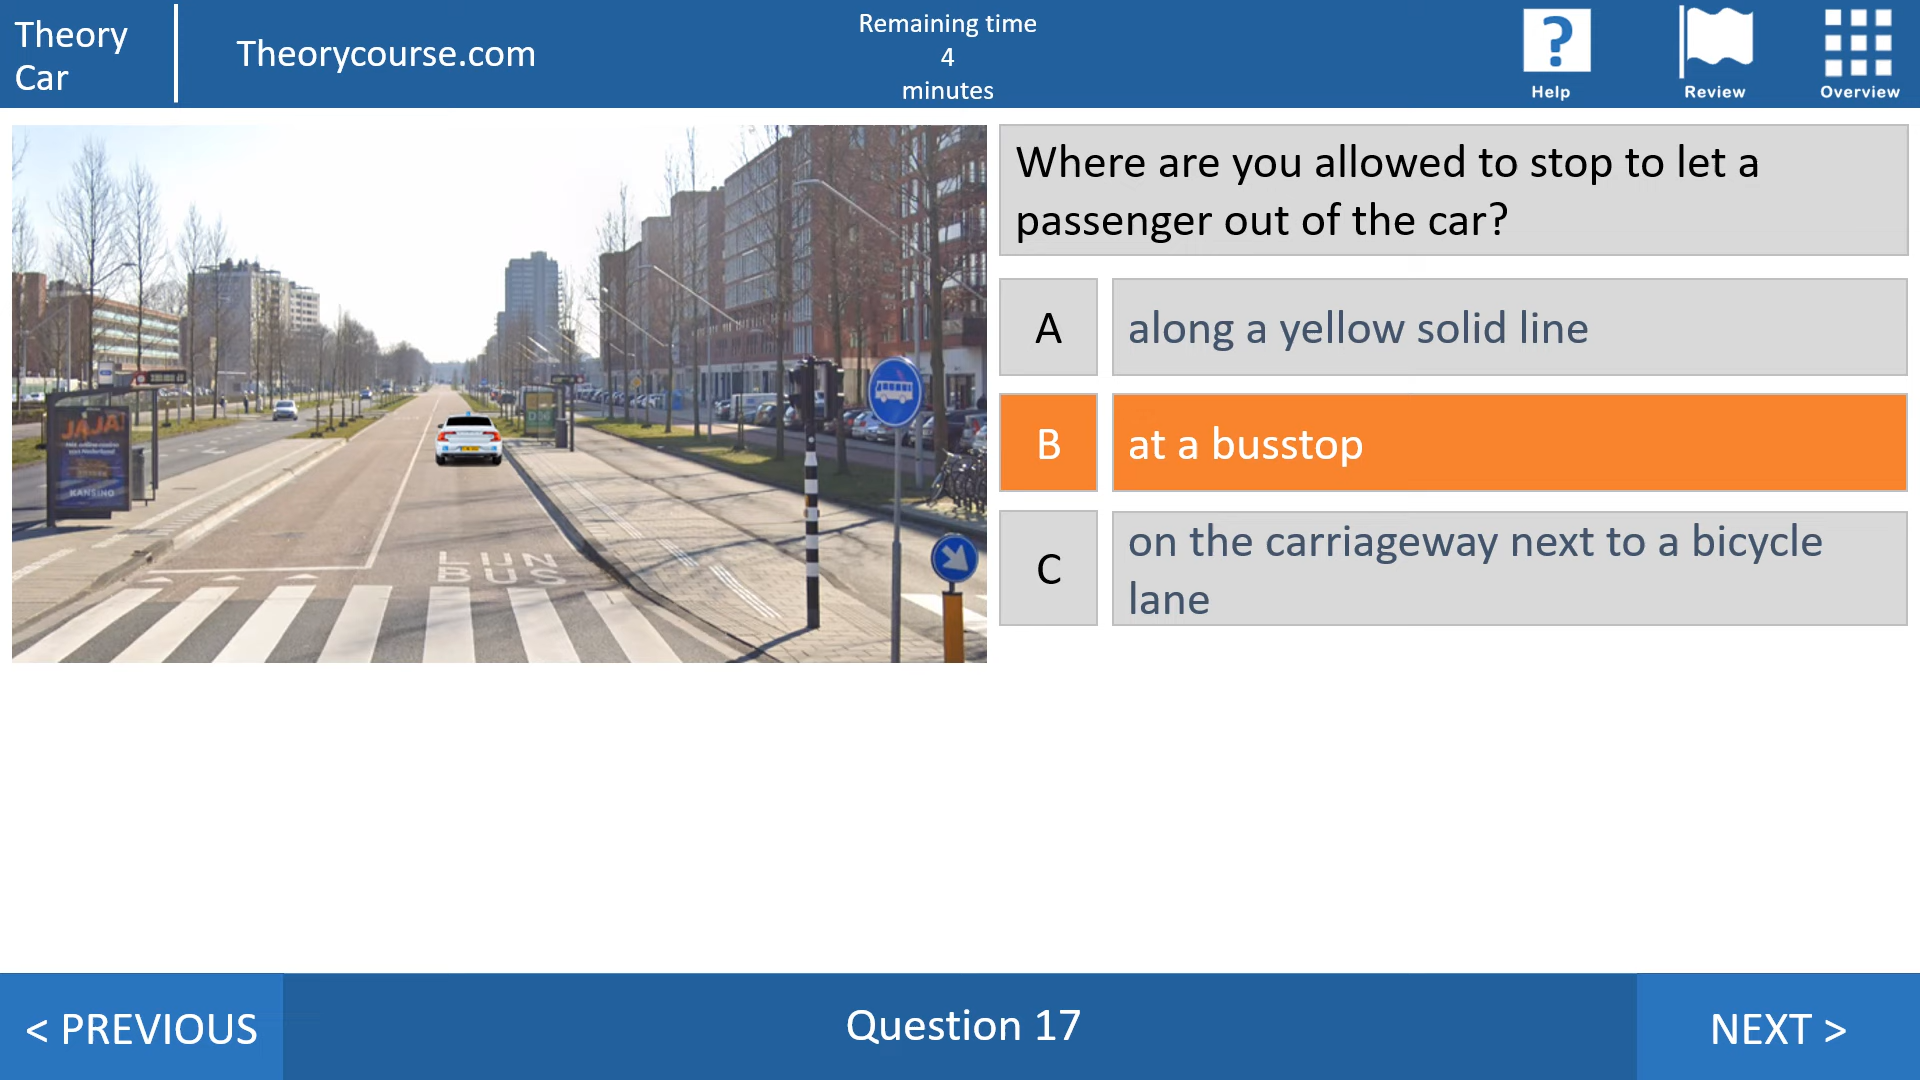 Theory
Car
Theorycourse.com
Remaining time
4
minutes
?
Help
Review
Overview
Where are you allowed to stop to let a
passenger out of the car?
A
along a yellow solid line
B
at a busstop
C
on the carriageway next to a bicycle
lane
JAJA!
KANSINO
LIJN
BUS
< PREVIOUS
Question 17
NEXT >